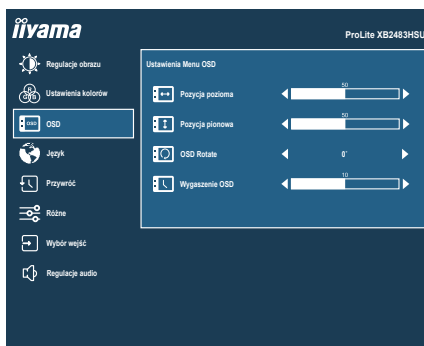 iiyama
ProLite XB2483HSU
Regulacje obrazu
Ustawienia kolorów
OSD
Język
Przywróć
Różne
Wybór wejść
Regulacje audio
Ustawienia Menu OSD
Pozycja pozioma 50
Pozycja pionowa 50
OSD Rotate 0°
Wygaszenie OSD 10